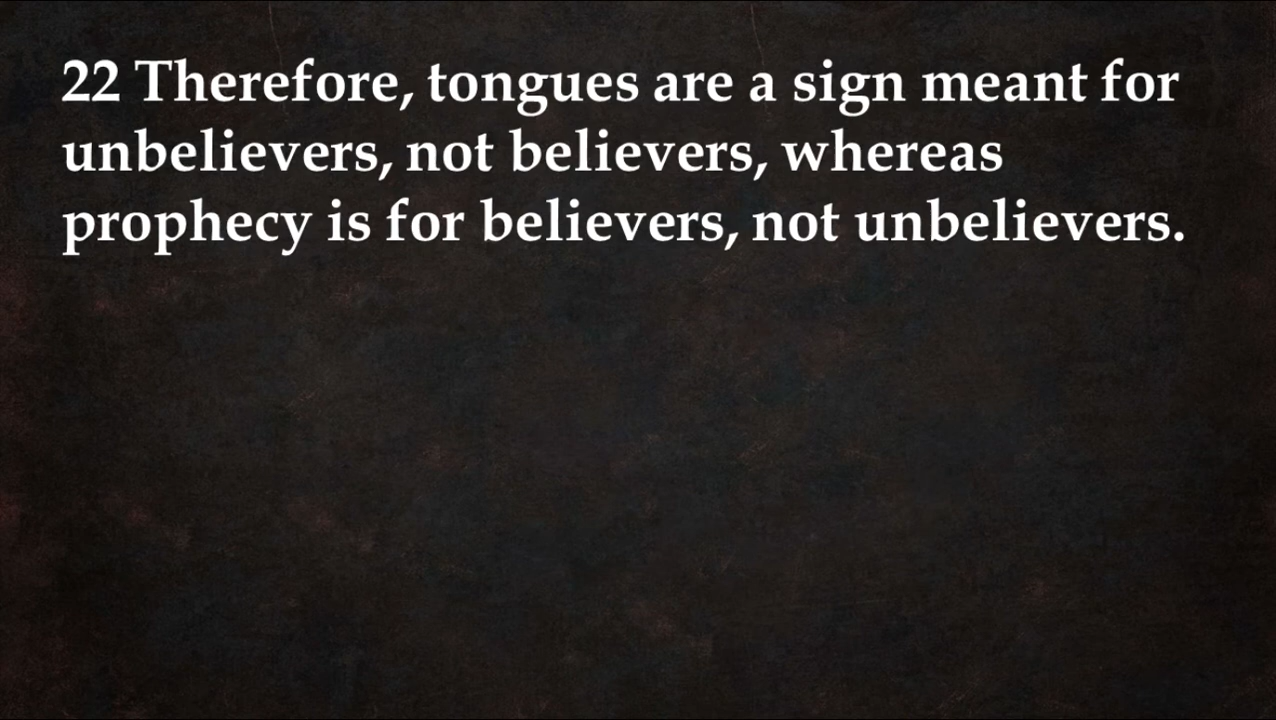 22 Therefore, tongues are a sign meant for
unbelievers, not believers, whereas
prophecy is for believers, not unbelievers.